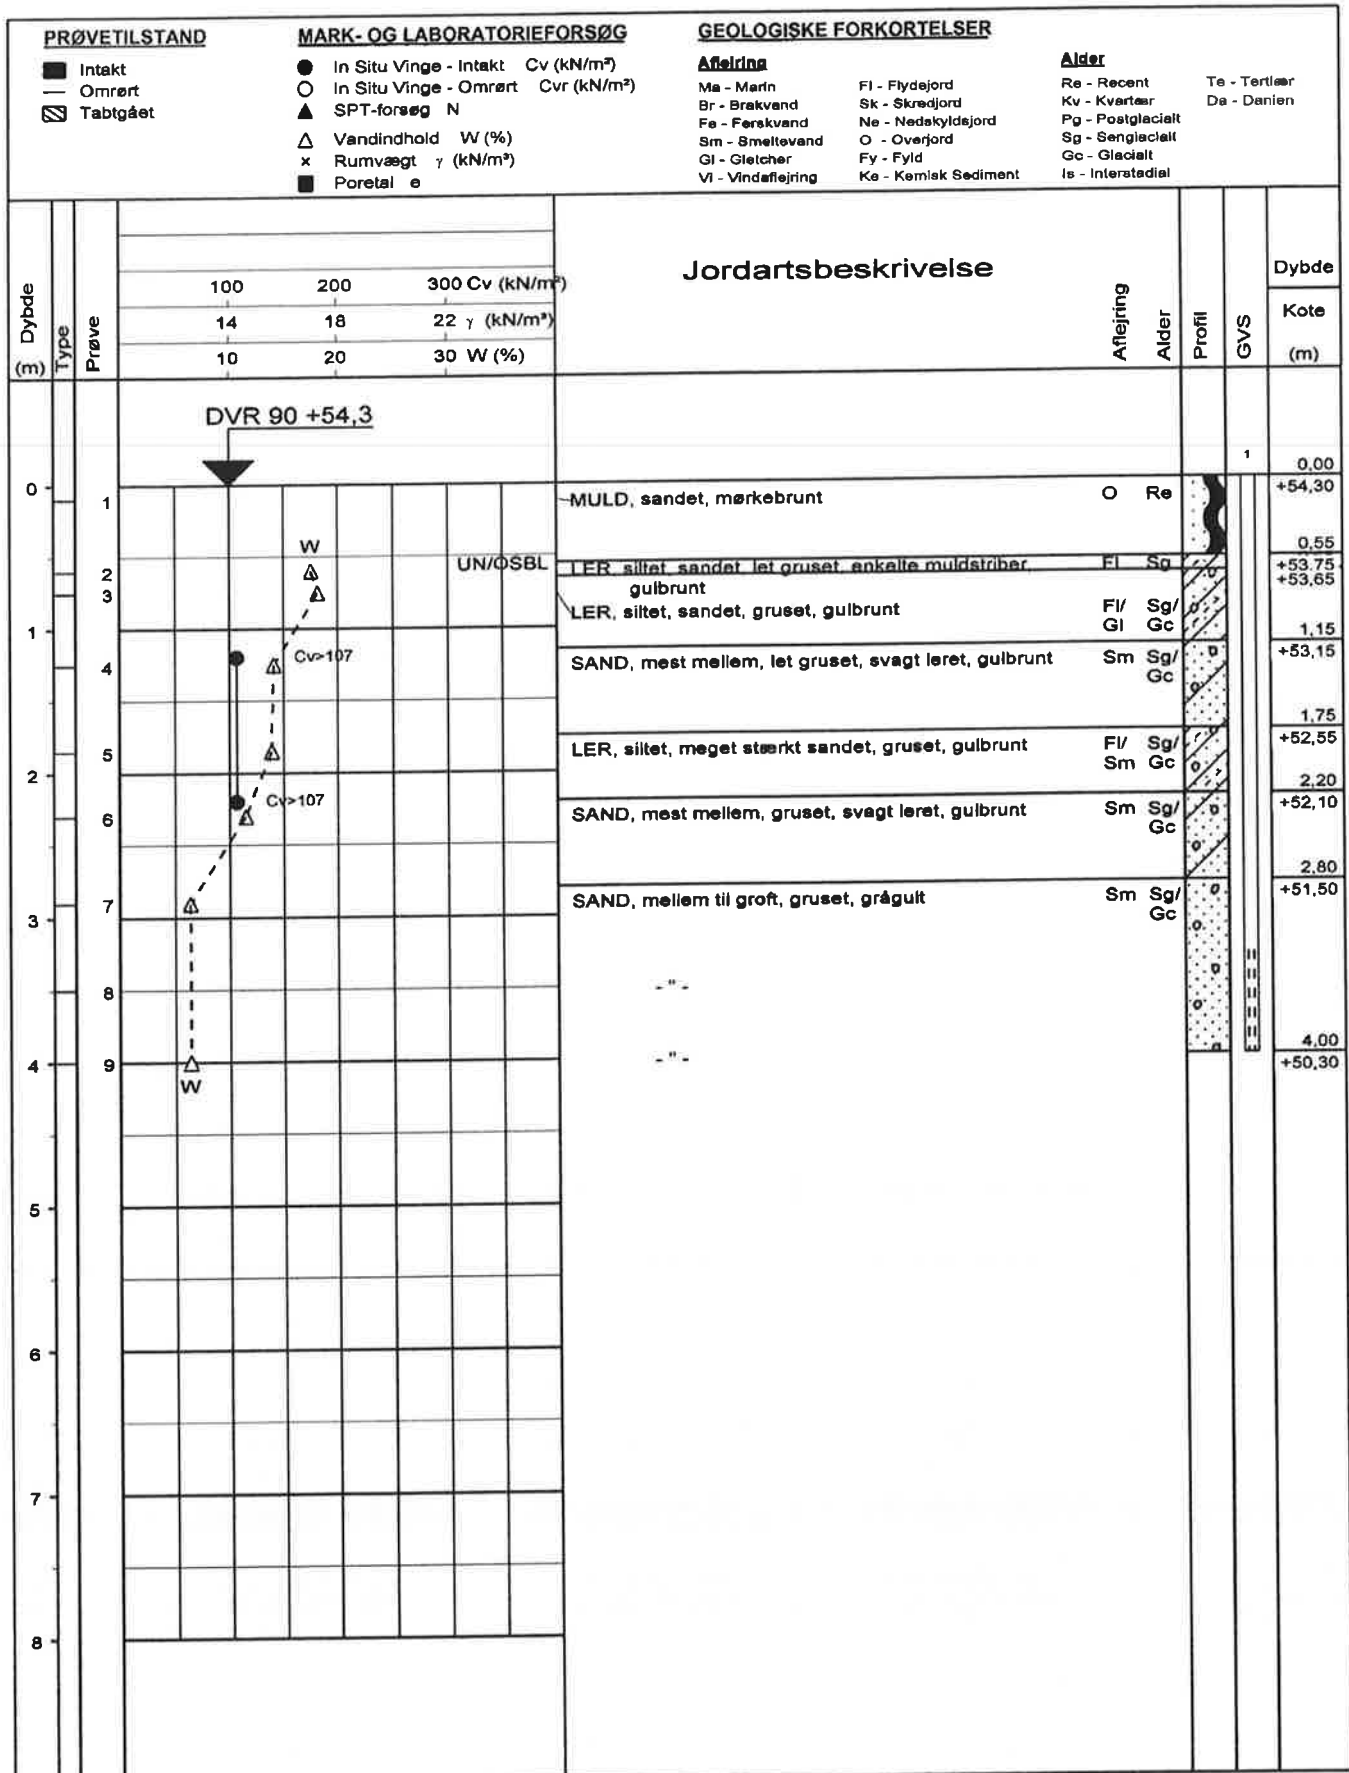 PRØVETILSTAND
Intakt
Omrørt
Tabtgået
MARK- OG LABORATORIEFORSØG
In Situ Vinge - Intakt Cv (kN/m²)
In Situ Vinge - Omrørt Cvr (kN/m²)
SPT-forsøg N
Vandindhold W (%)
Rumvægt γ (kN/m³)
Poretal e
GEOLOGISKE FORKORTELSER
Aflejring
Ma - Marin
Br - Brakvand
Fe - Ferskvand
Sm - Smeltevand
Gl - Gletcher
Vi - Vindaflejring
Fl - Flydejord
Sk - Skredjord
Ne - Nedskyldsjord
O - Overjord
Fy - Fyld
Ke - Kemisk Sediment
Alder
Re - Recent
Kv - Kvartær
Pg - Postglacialt
Sg - Senglacialt
Gc - Glacialt
Is - Interstadial
Te - Tertiær
Da - Danien
Dybde
(m)
Type
Prøve
100 200 300 Cv (kN/m²)
14 18 22 γ (kN/m³)
10 20 30 W (%)
Jordartsbeskrivelse
Aflejring
Alder
Profil
GVS
Dybde
Kote
(m)
DVR 90 +54,3
1 0,00
0 1 MULD, sandet, mørkebrunt O Re +54,30
W 0,55
2 UN/OSBL LER, siltet, sandet, let gruset, enkelte muldstriber, Fl Sg +53,75
3 gulbrunt +53,65
LER, siltet, sandet, gruset, gulbrunt Fl/ Sg/
Gl Gc
1 1,15
4 Cv>107 SAND, mest mellem, let gruset, svagt leret, gulbrunt Sm Sg/ +53,15
Gc
1,75
5 LER, siltet, meget stærkt sandet, gruset, gulbrunt Fl/ Sg/ +52,55
Sm Gc
2 2,20
Cv>107 +52,10
6 SAND, mest mellem, gruset, svagt leret, gulbrunt Sm Sg/
Gc
2,80
7 SAND, mellem til groft, gruset, grågult Sm Sg/ +51,50
Gc
3
8 -"-
4,00
4 9 -"- +50,30
W
5
6
7
8